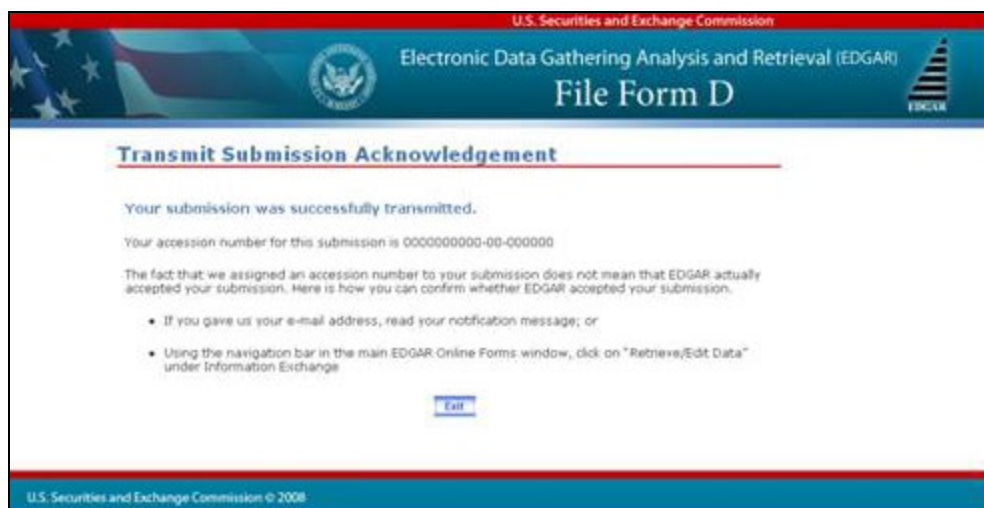 U.S. Securities and Exchange Commission
Electronic Data Gathering Analysis and Retrieval (EDGAR)
File Form D
EDGAR
Transmit Submission Acknowledgement
Your submission was successfully transmitted.
Your accession number for this submission is 0000000000-00-000000
The fact that we assigned an accession number to your submission does not mean that EDGAR actually
accepted your submission. Here is how you can confirm whether EDGAR accepted your submission.
• If you gave us your e-mail address, read your notification message; or
• Using the navigation bar in the main EDGAR Online Forms window, click on "Retrieve/Edit Data"
under Information Exchange
Exit
U.S. Securities and Exchange Commission © 2008